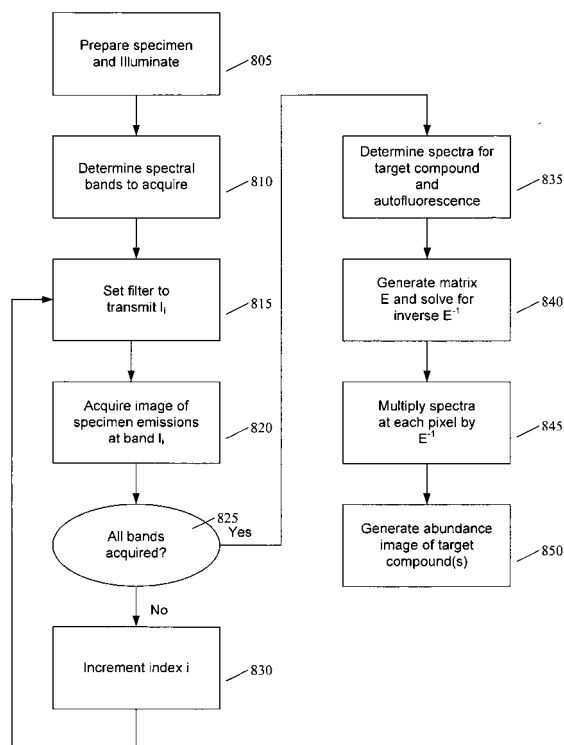 Prepare specimen
and Illuminate
805
Determine spectral
bands to acquire
810
Set filter to
transmit Iᵢ
815
Acquire image of
specimen emissions
at band Iᵢ
820
825
All bands
acquired?
Yes
No
Increment index i
830
Determine spectra for
target compound
and
autofluorescence
835
Generate matrix
E and solve for
inverse E⁻¹
840
Multiply spectra
at each pixel by
E⁻¹
845
Generate abundance
image of target
compound(s)
850